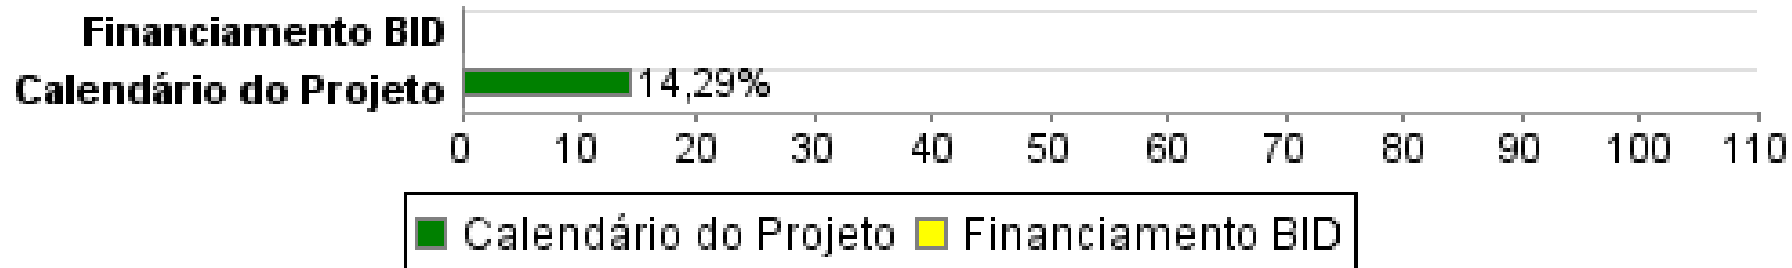 Financiamento BID
Calendário do Projeto 14,29%
0 10 20 30 40 50 60 70 80 90 100 110
Calendário do Projeto Financiamento BID